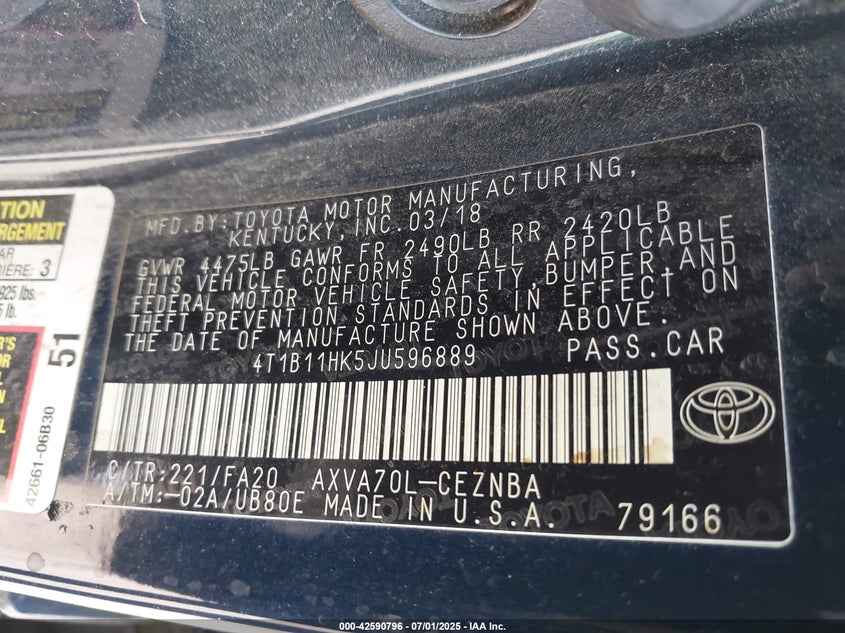 MFD.BY:TOYOTA MOTOR MANUFACTURING,
KENTUCKY, INC. 03/18
GVWR 4475LB GAWR FR 2490LB RR 2420LB
THIS VEHICLE CONFORMS TO ALL APPLICABLE
FEDERAL MOTOR VEHICLE SAFETY,BUMPER,AND
THEFT PREVENTION STANDARDS IN EFFECT ON
THE DATE OF MANUFACTURE SHOWN ABOVE.
4T1B11HK5JU596889 PASS.CAR
C/TR:221/FA20 AXVA70L-CEZNBA
A/TM:-02A/UB80E MADE IN U.S.A. 79166
3
925 lbs.
51
42661-06B30
000-42590796 - 07/01/2025 - IAA Inc.